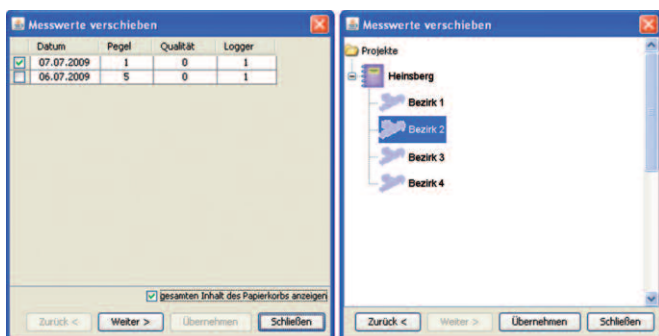 Messwerte verschieben
Datum Pegel Qualität Logger
07.07.2009 1 0 1
06.07.2009 5 0 1
gesamten Inhalt des Papierkorbs anzeigen
Zurück < Weiter > Übernehmen Schließen
Messwerte verschieben
Projekte
Heinsberg
Bezirk 1
Bezirk 2
Bezirk 3
Bezirk 4
Zurück < Weiter > Übernehmen Schließen